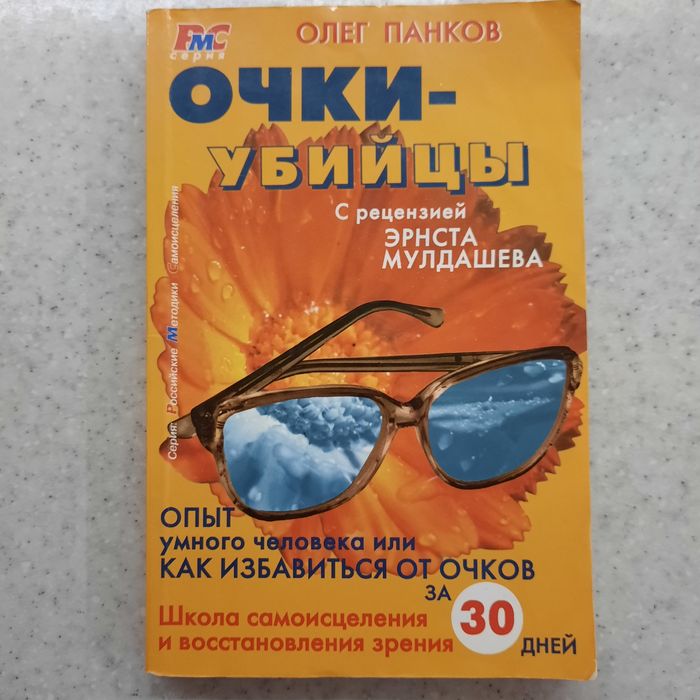 РМС
серия
ОЛЕГ ПАНКОВ
ОЧКИ-
УБИЙЦЫ
С рецензией
ЭРНСТА
МУЛДАШЕВА
Серия: Российские Методики Самоисцеления
ОПЫТ
умного человека или
КАК ИЗБАВИТЬСЯ ОТ ОЧКОВ
ЗА
Школа самоисцеления
и восстановления зрения
30 ДНЕЙ